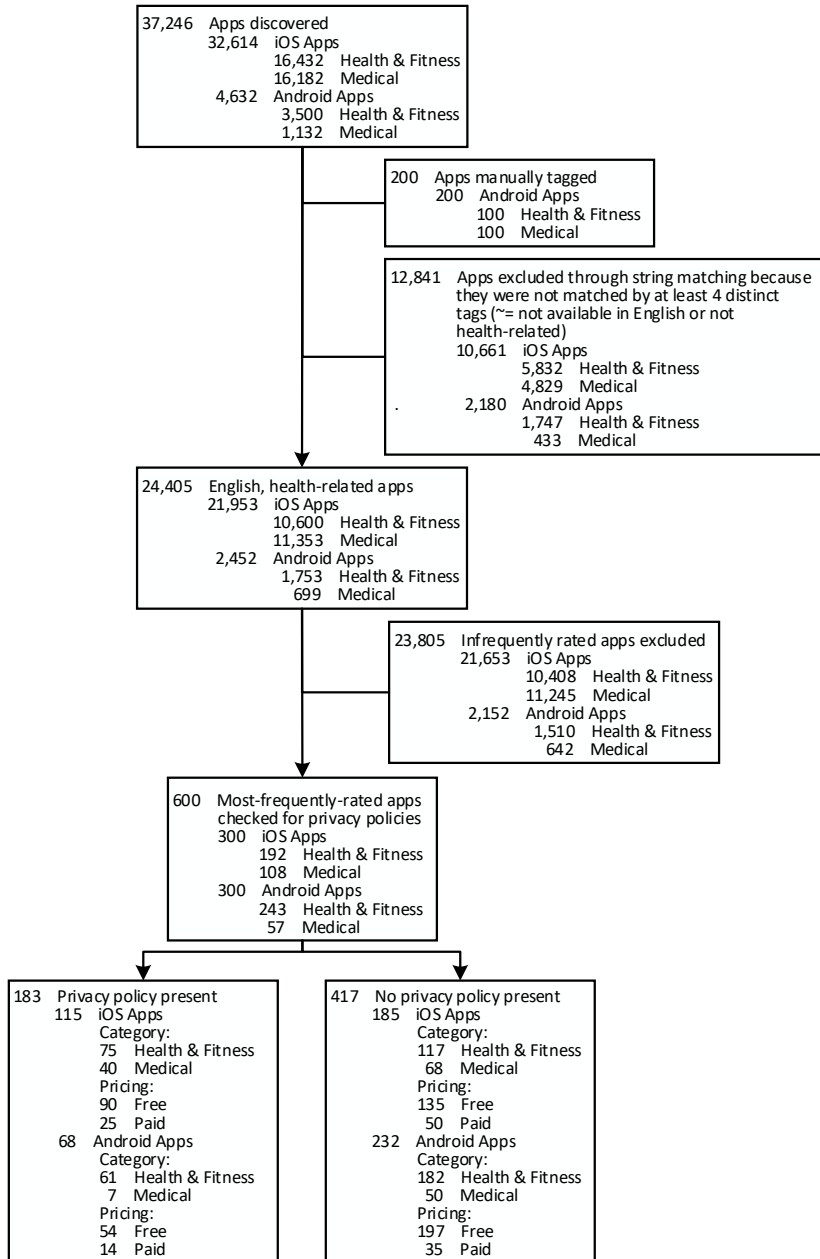 37,246 Apps discovered
32,614 iOS Apps
16,432 Health & Fitness
16,182 Medical
4,632 Android Apps
3,500 Health & Fitness
1,132 Medical
200 Apps manually tagged
200 Android Apps
100 Health & Fitness
100 Medical
12,841 Apps excluded through string matching because
they were not matched by at least 4 distinct
tags (~= not available in English or not
health-related)
10,661 iOS Apps
5,832 Health & Fitness
4,829 Medical
. 2,180 Android Apps
1,747 Health & Fitness
433 Medical
24,405 English, health-related apps
21,953 iOS Apps
10,600 Health & Fitness
11,353 Medical
2,452 Android Apps
1,753 Health & Fitness
699 Medical
23,805 Infrequently rated apps excluded
21,653 iOS Apps
10,408 Health & Fitness
11,245 Medical
2,152 Android Apps
1,510 Health & Fitness
642 Medical
600 Most-frequently-rated apps
checked for privacy policies
300 iOS Apps
192 Health & Fitness
108 Medical
300 Android Apps
243 Health & Fitness
57 Medical
183 Privacy policy present
115 iOS Apps
Category:
75 Health & Fitness
40 Medical
Pricing:
90 Free
25 Paid
68 Android Apps
Category:
61 Health & Fitness
7 Medical
Pricing:
54 Free
14 Paid
417 No privacy policy present
185 iOS Apps
Category:
117 Health & Fitness
68 Medical
Pricing:
135 Free
50 Paid
232 Android Apps
Category:
182 Health & Fitness
50 Medical
Pricing:
197 Free
35 Paid